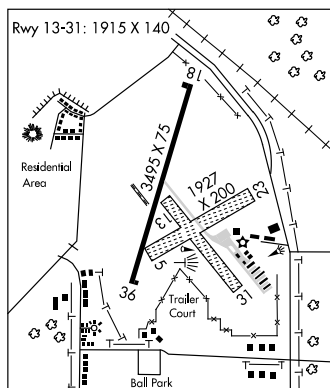 Rwy 13-31: 1915 X 140
18
Residential
Area
3495 X 75
1927
X 200
23
13
5
36
31
Trailer
Court
Ball Park